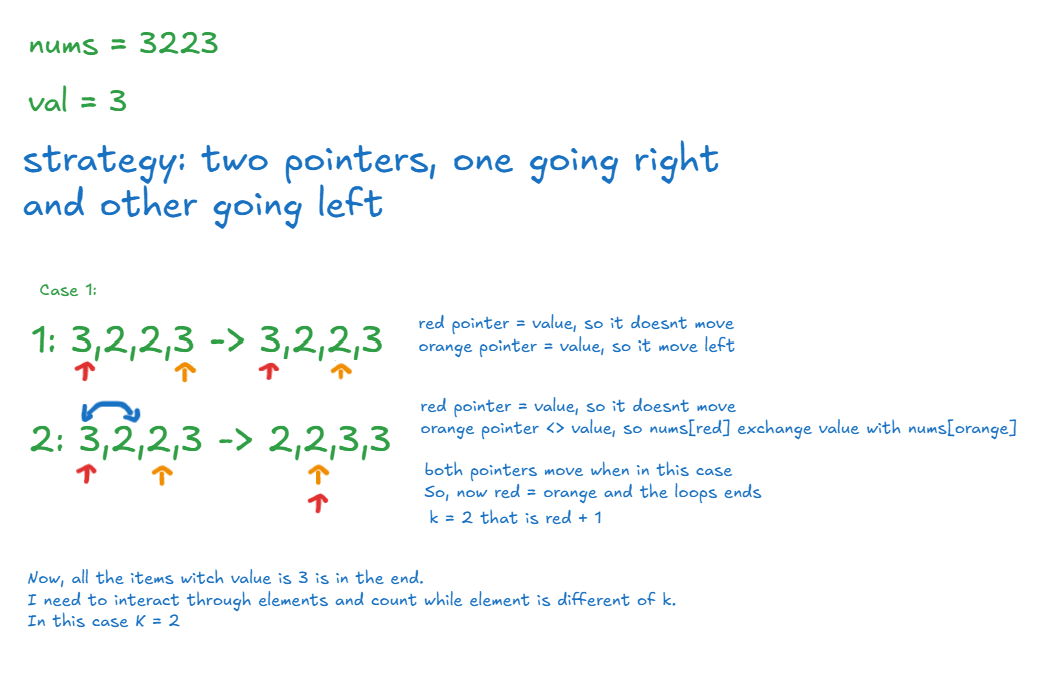 nums = 3223
val = 3
strategy: two pointers, one going right
and other going left
Case 1:
1: 3,2,2,3 -> 3,2,2,3
red pointer = value, so it doesnt move
orange pointer = value, so it move left
2: 3,2,2,3 -> 2,2,3,3
red pointer = value, so it doesnt move
orange pointer <> value, so nums[red] exchange value with nums[orange]
both pointers move when in this case
So, now red = orange and the loops ends
k = 2 that is red + 1
Now, all the items witch value is 3 is in the end.
I need to interact through elements and count while element is different of k.
In this case K = 2